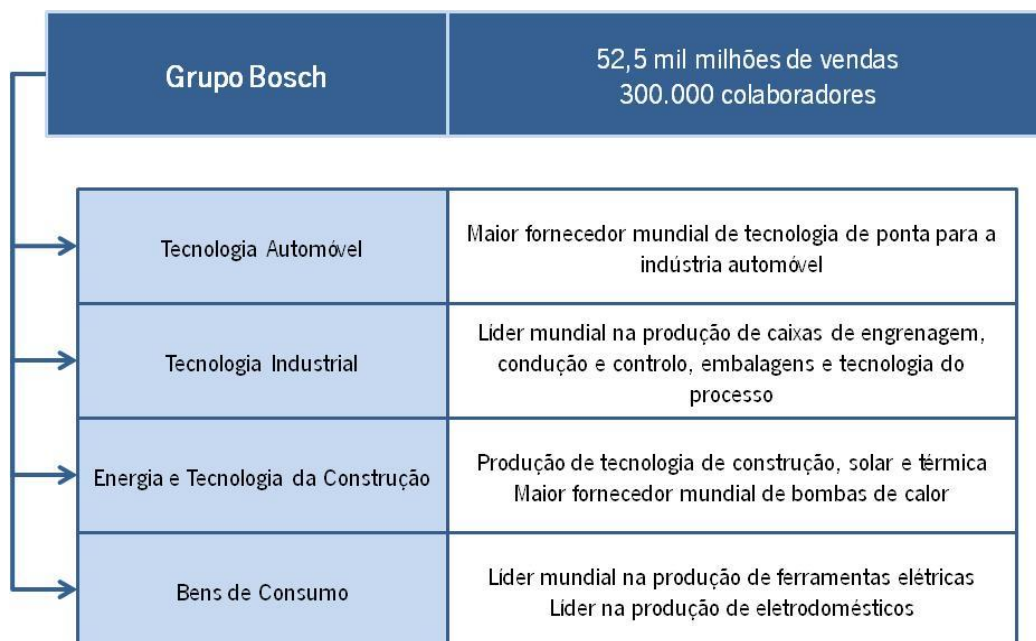 Grupo Bosch
52,5 mil milhões de vendas
300.000 colaboradores
Tecnologia Automóvel
Maior fornecedor mundial de tecnologia de ponta para a
indústria automóvel
Tecnologia Industrial
Líder mundial na produção de caixas de engrenagem,
condução e controlo, embalagens e tecnologia do
processo
Energia e Tecnologia da Construção
Produção de tecnologia de construção, solar e térmica
Maior fornecedor mundial de bombas de calor
Bens de Consumo
Líder mundial na produção de ferramentas elétricas
Líder na produção de eletrodomésticos